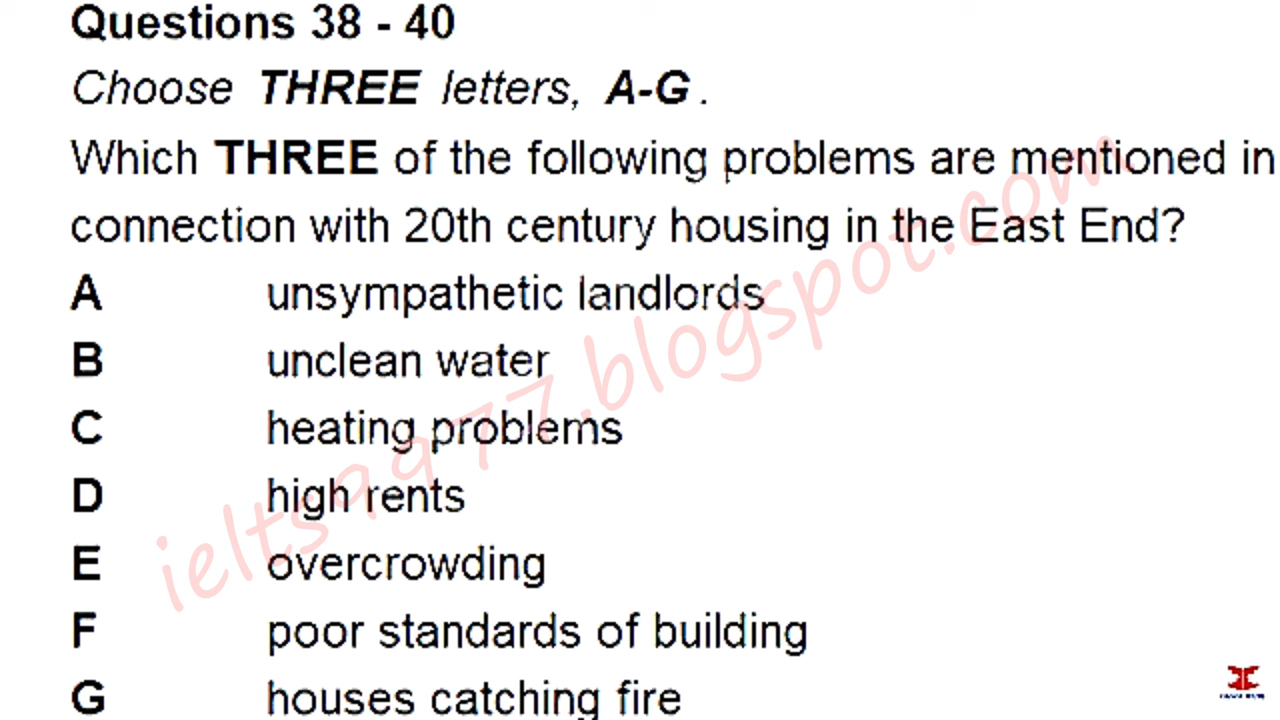 Questions 38 - 40
Choose THREE letters, A-G .
Which THREE of the following problems are mentioned in
connection with 20th century housing in the East End?
A unsympathetic landlords
B unclean water
C heating problems
D high rents
E overcrowding
F poor standards of building
G houses catching fire
ielts9977.blogspot.com